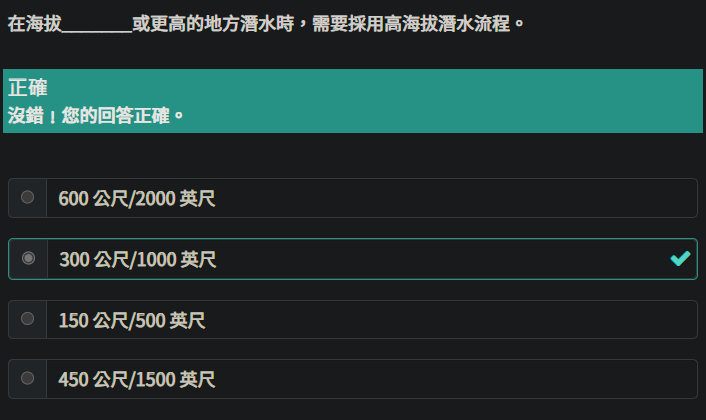 在海拔________或更高的地方潛水時，需要採用高海拔潛水流程。
正確
沒錯！您的回答正確。
600 公尺/2000 英尺
300 公尺/1000 英尺
150 公尺/500 英尺
450 公尺/1500 英尺